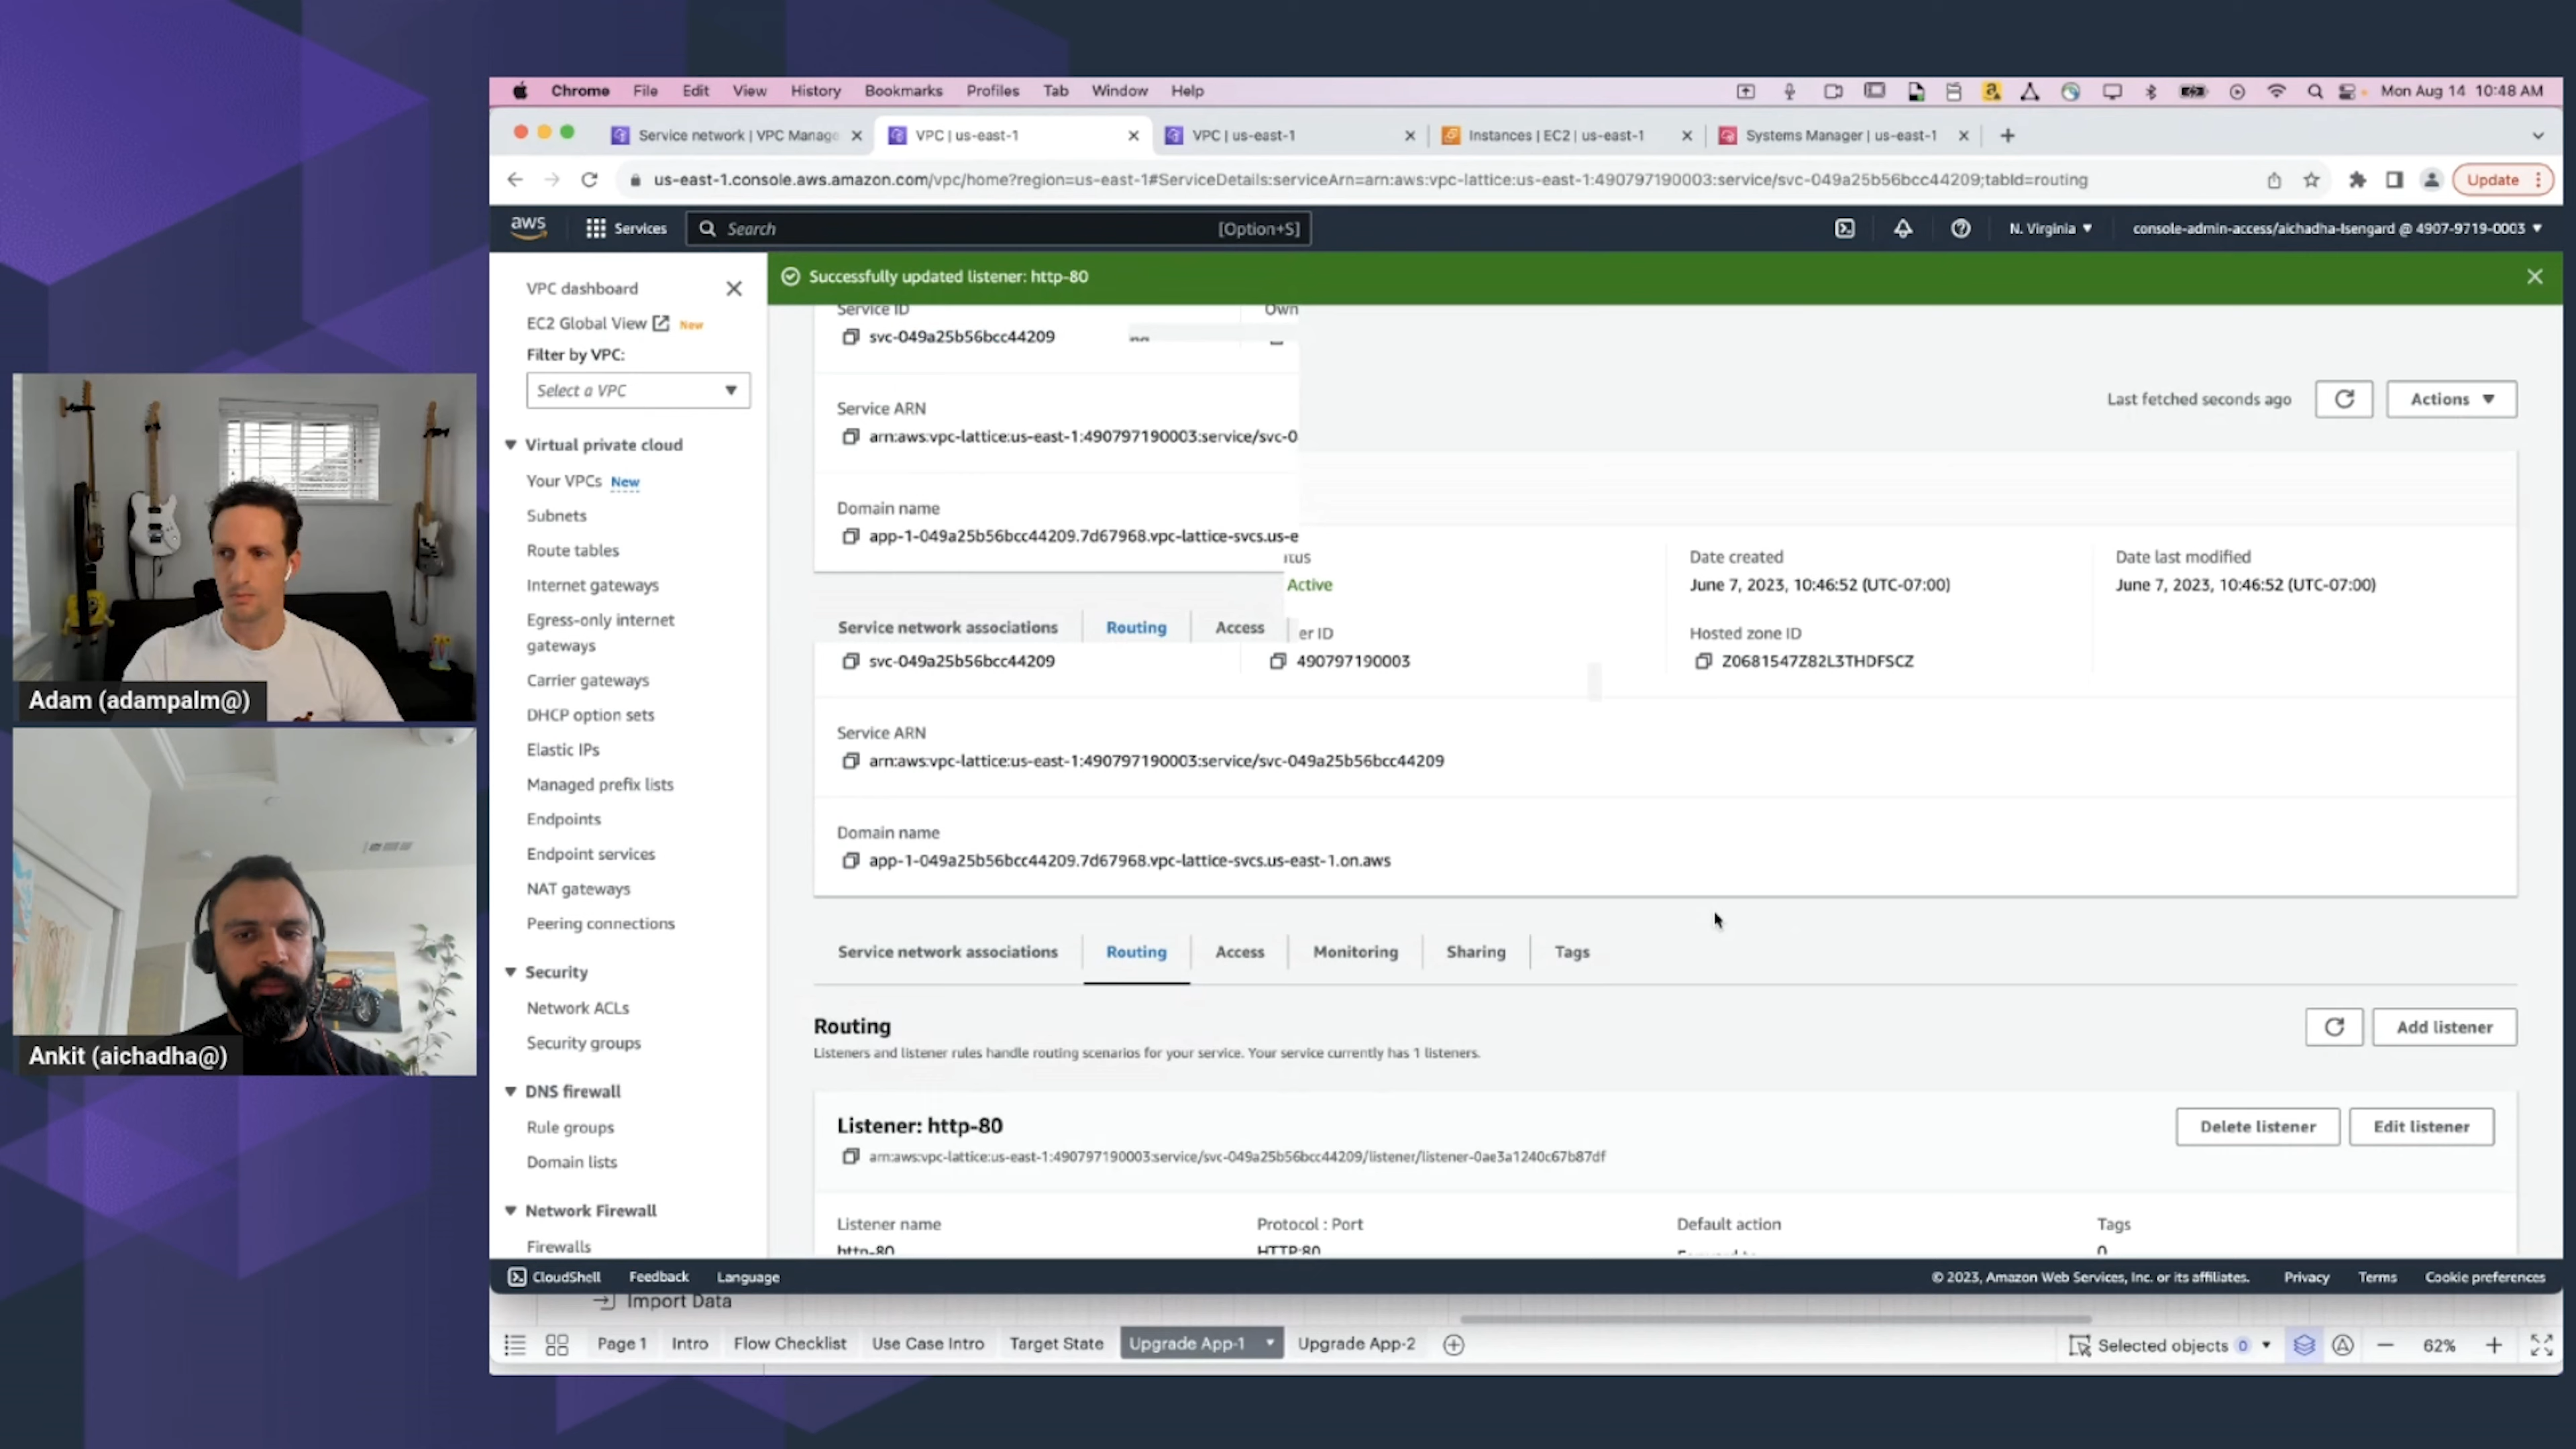 Chrome File Edit View History Bookmarks Profiles Tab Window Help Mon Aug 14 10:48 AM
Service network | VPC Manage VPC | us-east-1 VPC | us-east-1 Instances | EC2 | us-east-1 Systems Manager | us-east-1
us-east-1.console.aws.amazon.com/vpc/home?region=us-east-1#ServiceDetails:serviceArn=arn:aws:vpc-lattice:us-east-1:490797190003:service/svc-049a25b56bcc44209;tabId=routing Update
aws Services Search [Option+S] N. Virginia console-admin-access/aichadha-Isengard @ 4907-9719-0003
VPC dashboard
EC2 Global View New
Filter by VPC:
Select a VPC
Virtual private cloud
Your VPCs New
Subnets
Route tables
Internet gateways
Egress-only internet
gateways
Carrier gateways
DHCP option sets
Elastic IPs
Managed prefix lists
Endpoints
Endpoint services
NAT gateways
Peering connections
Security
Network ACLs
Security groups
DNS firewall
Rule groups
Domain lists
Network Firewall
Firewalls
Successfully updated listener: http-80
Service ID Own
svc-049a25b56bcc44209
Service ARN
arn:aws:vpc-lattice:us-east-1:490797190003:service/svc-0
Last fetched seconds ago Actions
Domain name
app-1-049a25b56bcc44209.7d67968.vpc-lattice-svcs.us-e
Date created Date last modified
Active June 7, 2023, 10:46:52 (UTC-07:00) June 7, 2023, 10:46:52 (UTC-07:00)
Service network associations Routing Access er ID Hosted zone ID
svc-049a25b56bcc44209 490797190003 Z0681547Z82L3THDFSCZ
Service ARN
arn:aws:vpc-lattice:us-east-1:490797190003:service/svc-049a25b56bcc44209
Domain name
app-1-049a25b56bcc44209.7d67968.vpc-lattice-svcs.us-east-1.on.aws
Service network associations Routing Access Monitoring Sharing Tags
Routing
Listeners and listener rules handle routing scenarios for your service. Your service currently has 1 listeners.
Add listener
Listener: http-80
arn:aws:vpc-lattice:us-east-1:490797190003:service/svc-049a25b56bcc44209/listener/listener-0ae3a1240c67b87df
Delete listener Edit listener
Listener name Protocol : Port Default action Tags
http-80 HTTP:80 0
CloudShell Feedback Language © 2023, Amazon Web Services, Inc. or its affiliates. Privacy Terms Cookie preferences
Import Data
Page 1 Intro Flow Checklist Use Case Intro Target State Upgrade App-1 Upgrade App-2 Selected objects 0 62%
Adam (adampalm@)
Ankit (aichadha@)